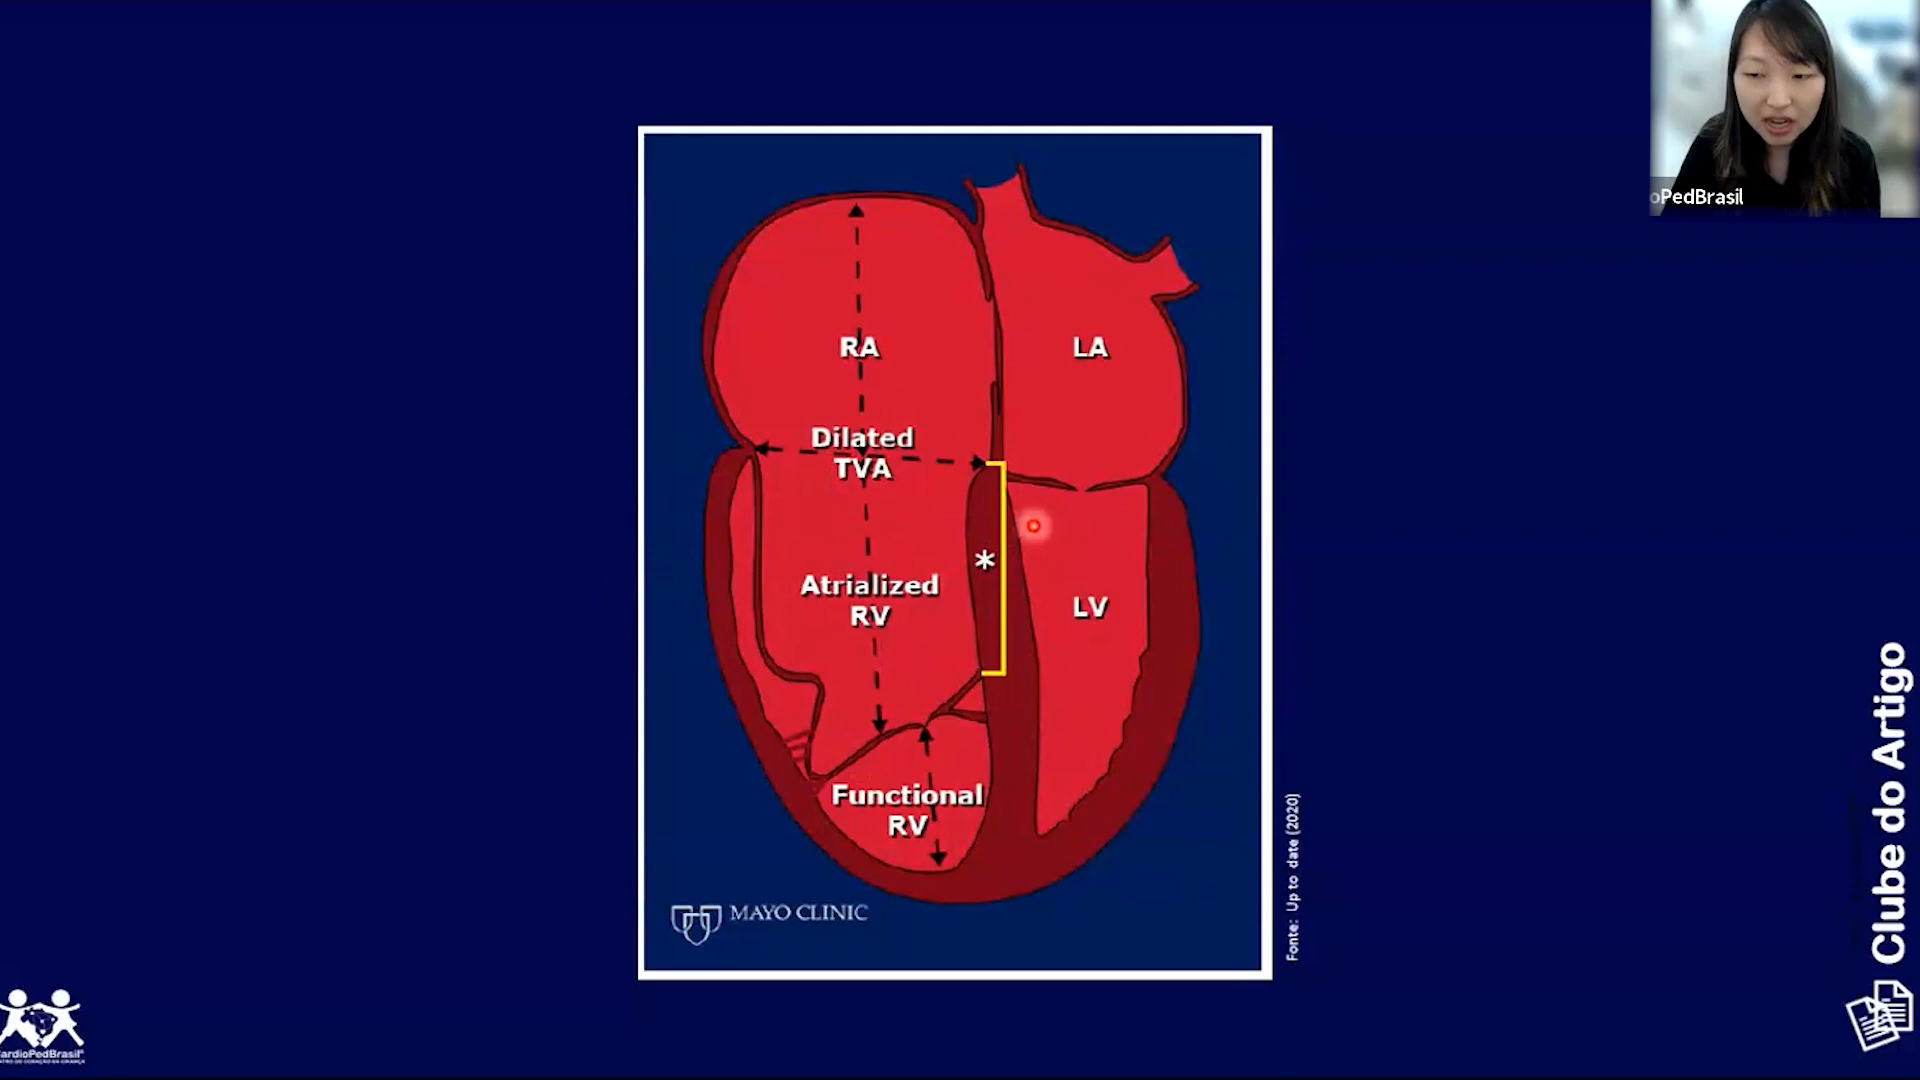 oPedBrasil
RA
LA
Dilated
TVA
*
Atrialized
RV
LV
Functional
RV
MAYO CLINIC
Fonte: Up to date (2020)
Clube do Artigo
ardioPedBrasil